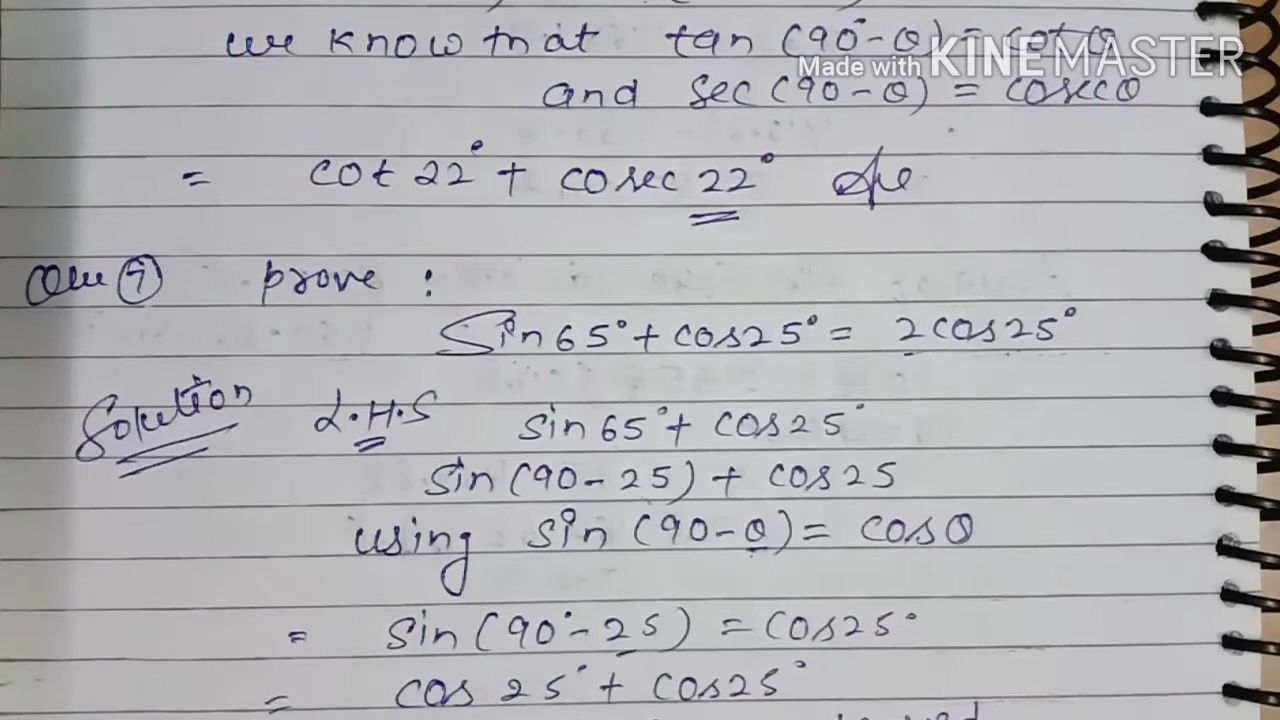 we know that tan (90°-θ) = cot θ
Made with KINEMASTER
and sec (90-θ) = cosec θ
= cot 22° + cosec 22°
Que (7) prove :
Sin 65° + cos 25° = 2 cos 25°
Solution L.H.S sin 65° + cos 25°
sin (90 - 25) + cos 25
using sin (90-θ) = cos θ
= sin (90° - 25) = cos 25°
= cos 25° + cos 25°